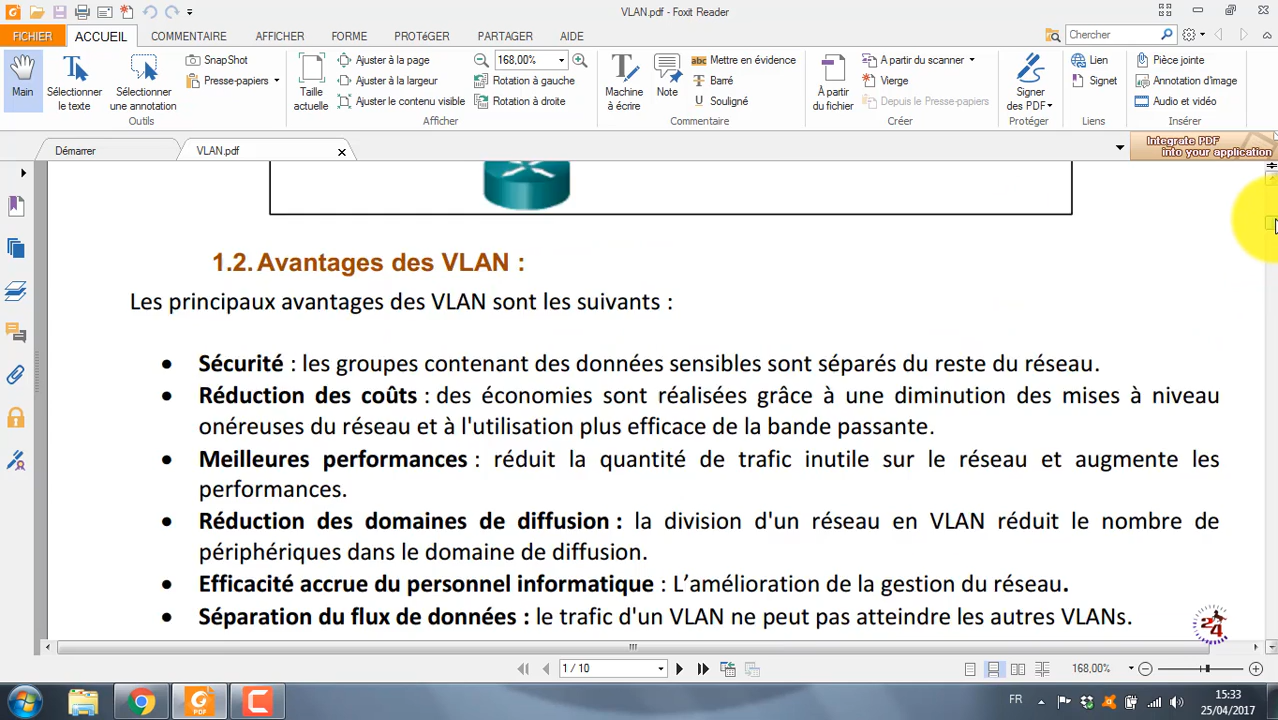 VLAN.pdf - Foxit Reader
FICHIER ACCUEIL COMMENTAIRE AFFICHER FORME PROTéGER PARTAGER AIDE Chercher
Main
Sélectionner le texte
Sélectionner une annotation
SnapShot
Presse-papiers
Outils
Taille actuelle
Ajuster à la page
Ajuster à la largeur
Ajuster le contenu visible
168,00%
Rotation à gauche
Rotation à droite
Afficher
Machine à écrire
Note
Mettre en évidence
Barré
Souligné
Commentaire
À partir du fichier
A partir du scanner
Vierge
Depuis le Presse-papiers
Créer
Signer des PDF
Protéger
Lien
Signet
Liens
Pièce jointe
Annotation d'image
Audio et vidéo
Insérer
Démarrer VLAN.pdf
Integrate PDF
into your application
1.2. Avantages des VLAN :
Les principaux avantages des VLAN sont les suivants :
• Sécurité : les groupes contenant des données sensibles sont séparés du reste du réseau.
• Réduction des coûts : des économies sont réalisées grâce à une diminution des mises à niveau
onéreuses du réseau et à l'utilisation plus efficace de la bande passante.
• Meilleures performances : réduit la quantité de trafic inutile sur le réseau et augmente les
performances.
• Réduction des domaines de diffusion : la division d'un réseau en VLAN réduit le nombre de
périphériques dans le domaine de diffusion.
• Efficacité accrue du personnel informatique : L'amélioration de la gestion du réseau.
• Séparation du flux de données : le trafic d'un VLAN ne peut pas atteindre les autres VLANs.
24
1 / 10 168,00%
FR 15:33
25/04/2017